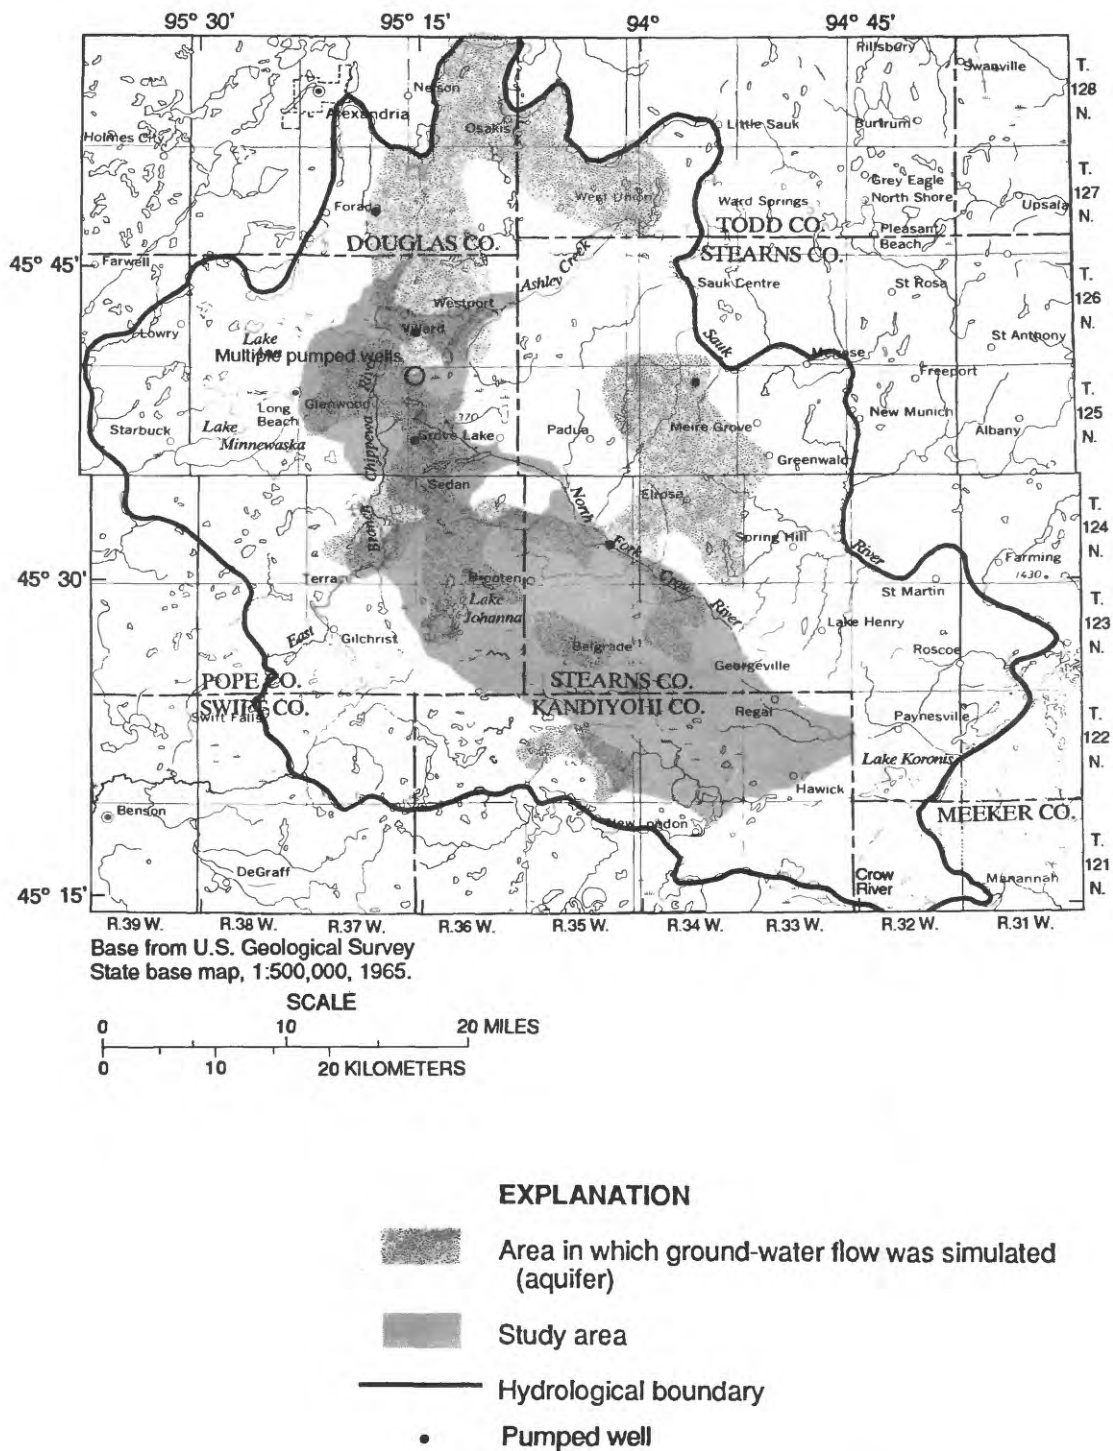 95° 30' 95° 15' 94° 94° 45'
Rillsbury
Swanville
T.
128
N.
Nelson
Alexandria
Osakis
Little Sauk
Burtrum
Holmes City
Grey Eagle
North Shore
T.
127
N.
West Union
Ward Springs
Upsala
Forada
Pleasant
Beach
DOUGLAS CO.
TODD CO.
STEARNS CO.
45° 45'
Farwell
Ashley Creek
Sauk Centre
St Rosa
T.
126
N.
Westport
Villard
Lowry
Lake
Sauk
St Anthony
Multiple pumped wells
Melrose
Freeport
River
Long
Beach
Glenwood
1370
New Munich
T.
125
N.
Starbuck
Lake
Minnewaska
Chippewa
Grove Lake
Padua
Meire Grove
Albany
Greenwald
Sedan
North
Elrosa
T.
124
N.
Branch
Fork
Spring Hill
River
Farming
1430
45° 30'
Terra
Brooten
Crow
St Martin
Lake
Johanna
River
T.
123
N.
East
Gilchrist
Belgrade
Lake Henry
Roscoe
Georgeville
POPE CO.
STEARNS CO.
SWIFT CO.
KANDIYOHI CO.
Swift Falls
Regal
Paynesville
T.
122
N.
Lake Koronis
Benson
Hawick
New London
MEEKER CO.
DeGraff
Crow
River
Manannah
T.
121
N.
45° 15'
R.39 W. R.38 W. R.37 W. R.36 W. R.35W. R.34 W. R.33 W. R.32 W. R.31W.
Base from U.S. Geological Survey
State base map, 1:500,000, 1965.
SCALE
0 10 20 MILES
0 10 20 KILOMETERS
EXPLANATION
Area in which ground-water flow was simulated
(aquifer)
Study area
Hydrological boundary
Pumped well